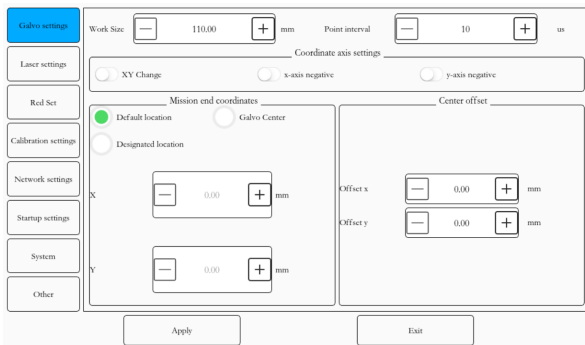 Galvo settings
Laser settings
Red Set
Calibration settings
Network settings
Startup settings
System
Other
Work Size — 110.00 + mm
Point interval — 10 + us
Coordinate axis settings
XY Change
x-axis negative
y-axis negative
Mission end coordinates
Default location
Galvo Center
Designated location
X — 0.00 + mm
Y — 0.00 + mm
Center offset
Offset x — 0.00 + mm
Offset y — 0.00 + mm
Apply
Exit